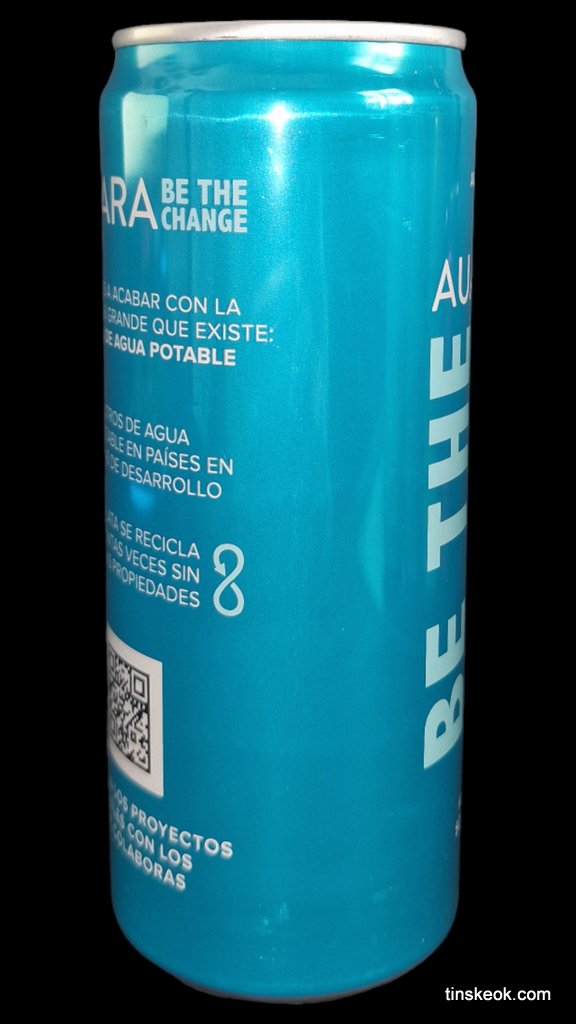 ARA BE THE
CHANGE
A ACABAR CON LA
GRANDE QUE EXISTE:
DE AGUA POTABLE
TROS DE AGUA
ABLE EN PAÍSES EN
DE DESARROLLO
ATA SE RECICLA
NTAS VECES SIN
PROPIEDADES
LOS PROYECTOS
CON LOS
COLABORAS
AU
BE THE
tinskeok.com